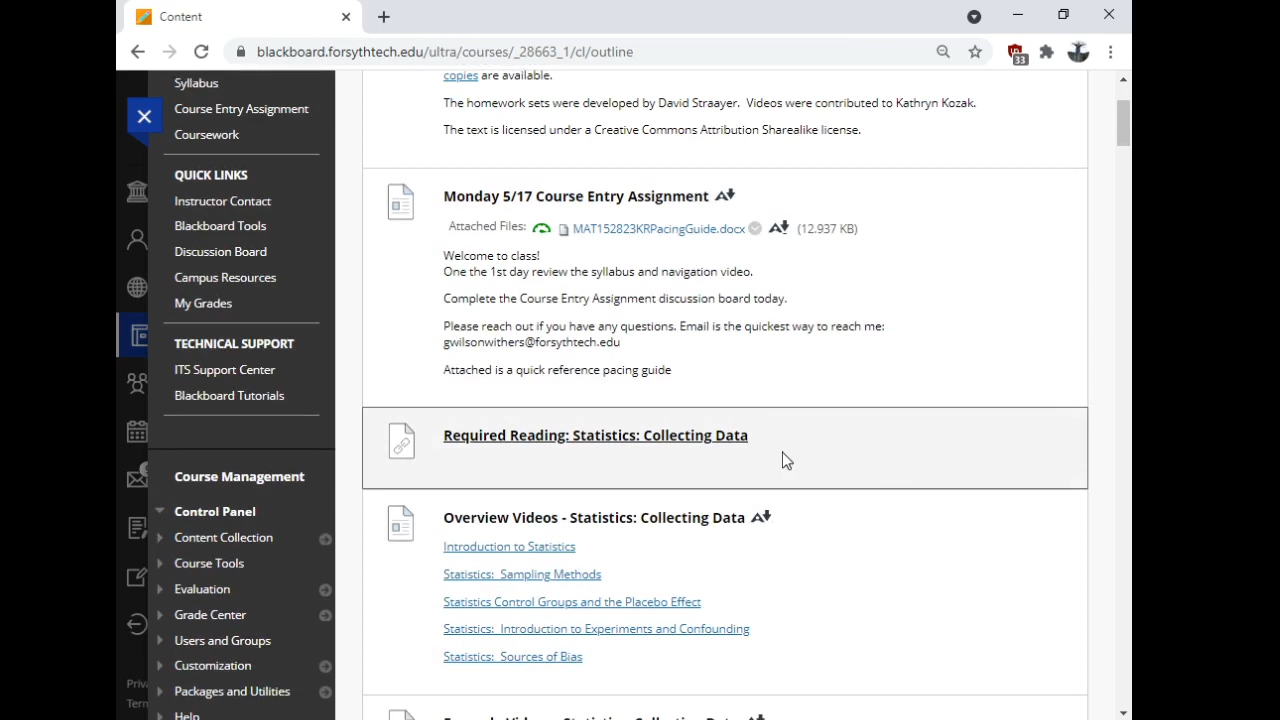 Content
blackboard.forsythtech.edu/ultra/courses/_28663_1/cl/outline
33
Syllabus
Course Entry Assignment
Coursework
QUICK LINKS
Instructor Contact
Blackboard Tools
Discussion Board
Campus Resources
My Grades
TECHNICAL SUPPORT
ITS Support Center
Blackboard Tutorials
Course Management
Control Panel
Content Collection
Course Tools
Evaluation
Grade Center
Users and Groups
Customization
Packages and Utilities
Help
Priva
Term
copies are available.
The homework sets were developed by David Straayer. Videos were contributed to Kathryn Kozak.
The text is licensed under a Creative Commons Attribution Sharealike license.
Monday 5/17 Course Entry Assignment
Attached Files: MAT152823KRPacingGuide.docx (12.937 KB)
Welcome to class!
One the 1st day review the syllabus and navigation video.
Complete the Course Entry Assignment discussion board today.
Please reach out if you have any questions. Email is the quickest way to reach me:
gwilsonwithers@forsythtech.edu
Attached is a quick reference pacing guide
Required Reading: Statistics: Collecting Data
Overview Videos - Statistics: Collecting Data
Introduction to Statistics
Statistics: Sampling Methods
Statistics Control Groups and the Placebo Effect
Statistics: Introduction to Experiments and Confounding
Statistics: Sources of Bias